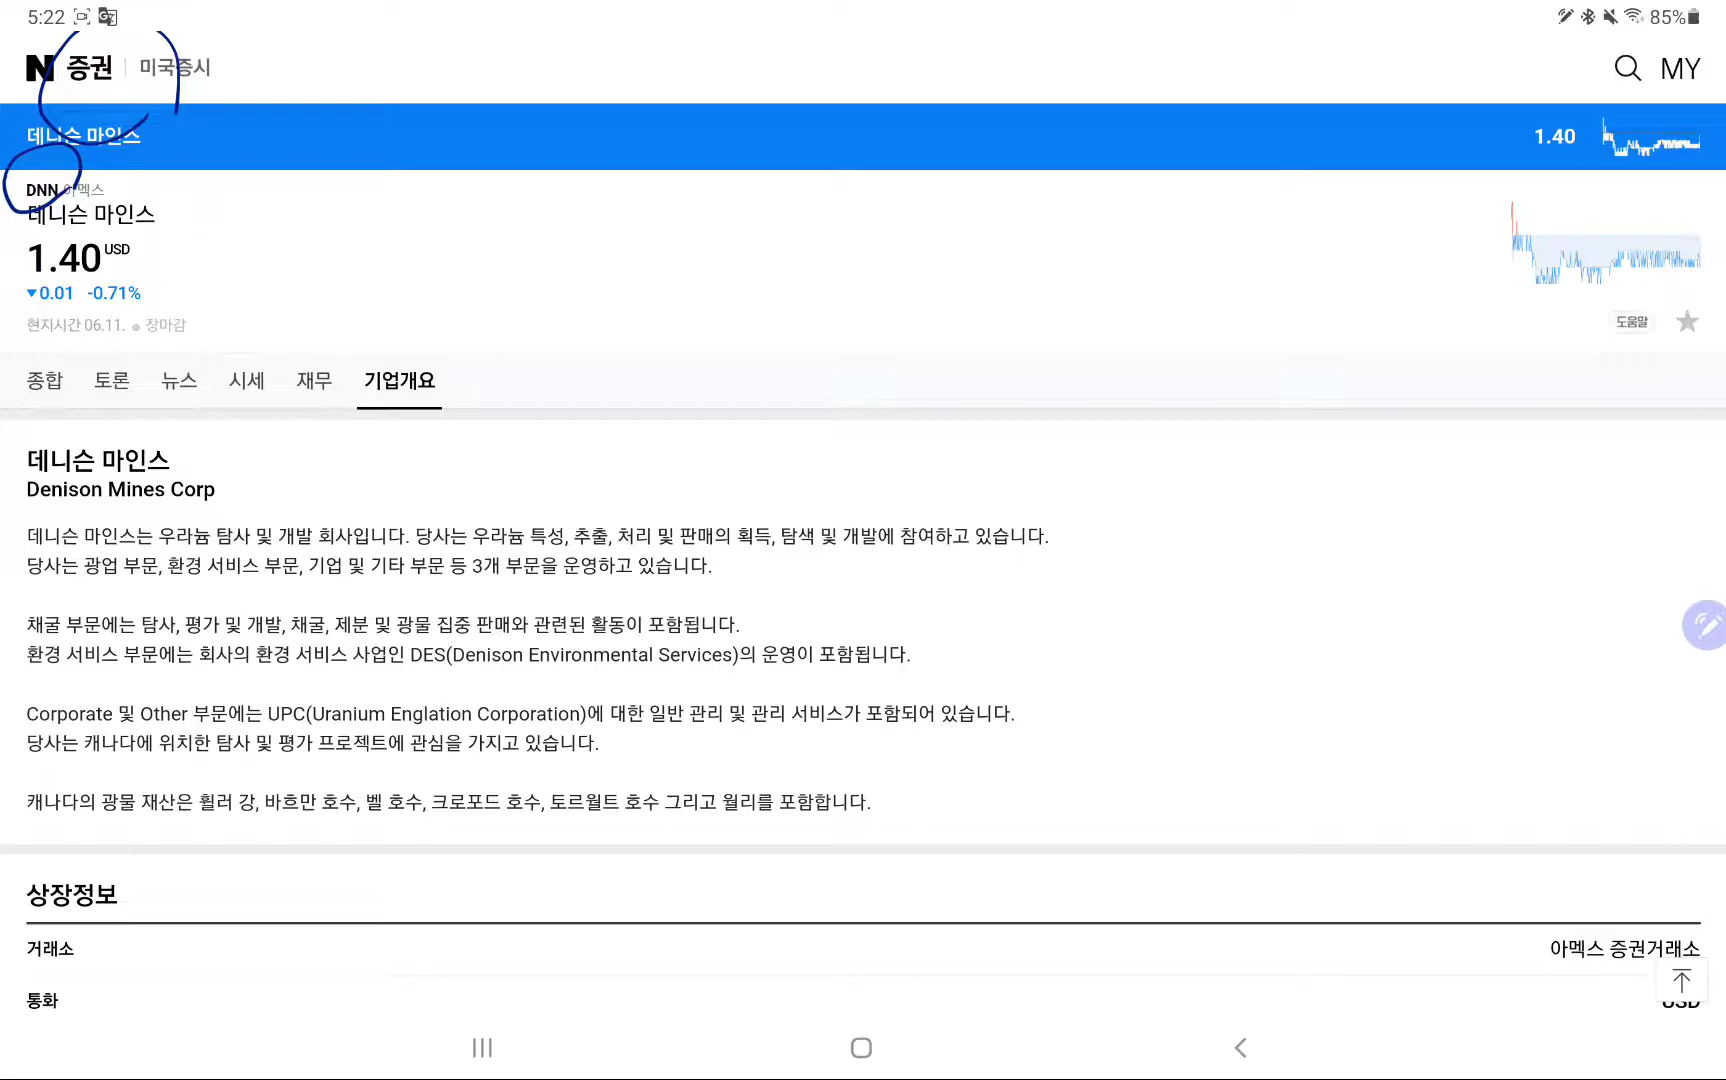 5:22
85%
N 증권 | 미국증시
MY
데니슨 마인스
1.40
DNN 아멕스
데니슨 마인스
1.40 USD
▼0.01 -0.71%
현지시간 06.11. 장마감
도움말
종합 토론 뉴스 시세 재무 기업개요
데니슨 마인스
Denison Mines Corp
데니슨 마인스는 우라늄 탐사 및 개발 회사입니다. 당사는 우라늄 특성, 추출, 처리 및 판매의 획득, 탐색 및 개발에 참여하고 있습니다.
당사는 광업 부문, 환경 서비스 부문, 기업 및 기타 부문 등 3개 부문을 운영하고 있습니다.
채굴 부문에는 탐사, 평가 및 개발, 채굴, 제분 및 광물 집중 판매와 관련된 활동이 포함됩니다.
환경 서비스 부문에는 회사의 환경 서비스 사업인 DES(Denison Environmental Services)의 운영이 포함됩니다.
Corporate 및 Other 부문에는 UPC(Uranium Englation Corporation)에 대한 일반 관리 및 관리 서비스가 포함되어 있습니다.
당사는 캐나다에 위치한 탐사 및 평가 프로젝트에 관심을 가지고 있습니다.
캐나다의 광물 재산은 휠러 강, 바흐만 호수, 벨 호수, 크로포드 호수, 토르월트 호수 그리고 월리를 포함합니다.
상장정보
거래소
아멕스 증권거래소
통화
USD